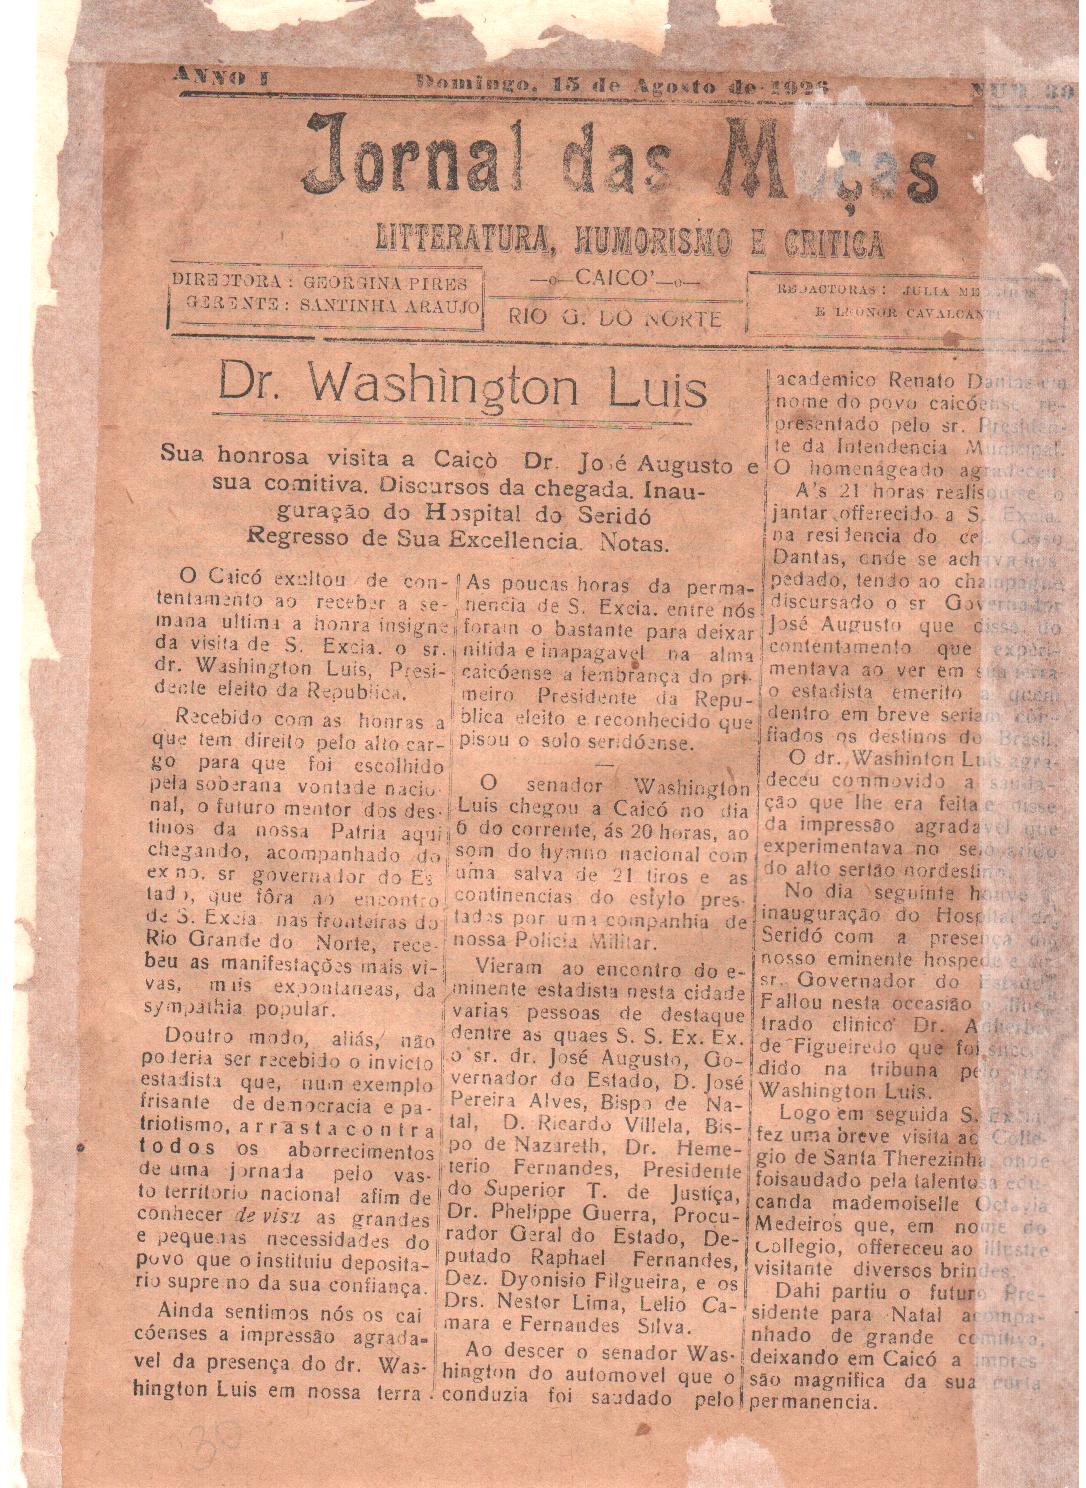 ANNO I
Domingo, 15 de Agosto de 1926
NUM. 30
Jornal das Moças
LITTERATURA, HUMORISMO E CRITICA
DIRECTORA : GEORGINA PIRES
GERENTE : SANTINHA ARAUJO
—o—CAICO'—o—
RIO G. DO NORTE
REDACTORAS : JULIA MEDEIROS
E LEONOR CAVALCANTI
Dr. Washington Luis
Sua honrosa visita a Caicò Dr. José Augusto e
sua comitiva. Discursos da chegada. Inau-
guração do Hospital do Seridó
Regresso de Sua Excellencia. Notas.
O Caicó exultou de con-
tentamento ao receber a se-
mana ultima a honra insigne
da visita de S. Excia. o sr.
dr. Washington Luis, Presi-
dente eleito da Republica.
Recebido com as honras a
que tem direito pelo alto car-
go para que foi escolhido
pela soberana vontade nacio-
nal, o futuro mentor dos des-
tinos da nossa Patria aqui
chegando, acompanhado do
exmo. sr governador do Es
tado, que fôra ao encontro
de S. Excia. nas fronteiras do
Rio Grande do Norte, rece-
beu as manifestações mais vi-
vas, mais expontaneas, da
sympathia popular.
Doutro modo, aliás, não
poderia ser recebido o invicto
estadista que, num exemplo
frisante de democracia e pa-
triotismo, arrasta contra
todos os aborrecimentos
de uma jornada pelo vas-
to territorio nacional afim de
conhecer de visu as grandes
e pequenas necessidades do
povo que o instituiu deposita-
rio supremo da sua confiança.
Ainda sentimos nós os cai
cóenses a impressão agrada-
vel da presença do dr. Was-
hington Luis em nossa terra.
As poucas horas da perma-
nencia de S. Excia. entre nós
foram o bastante para deixar
nitida e inapagavel na alma
caicóense a lembrança do pri-
meiro Presidente da Repu-
blica eleito e reconhecido que
pisou o solo seridóense.
—
O senador Washington
Luis chegou a Caicó no dia
6 do corrente, ás 20 horas, ao
som do hymno nacional com
uma salva de 21 tiros e as
continencias do estylo pres-
tadas por uma companhia de
nossa Policia Militar.
Vieram ao encontro do e-
minente estadista nesta cidade
varias pessoas de destaque
dentre as quaes S. S. Ex. Ex.
o sr. dr. José Augusto, Go-
vernador do Estado, D. José
Pereira Alves, Bispo de Na-
tal, D. Ricardo Villela, Bis-
po de Nazareth, Dr. Heme-
terio Fernandes, Presidente
do Superior T. de Justiça,
Dr. Phelippe Guerra, Procu-
rador Geral do Estado, De-
putado Raphael Fernandes,
Dez. Dyonisio Filgueira, e os
Drs. Nestor Lima, Lelio Ca-
mara e Fernandes Silva.
Ao descer o senador Was-
hington do automovel que o
conduzia foi saudado pelo
academico Renato Dantas em
nome do povo caicóense, re-
presentado pelo sr. Presiden-
te da Intendencia Municipal.
O homenageado agradeceu.
A's 21 horas realisou-se o
jantar offerecido a S. Excia.
na residencia do cel. Celso
Dantas, onde se achava hos-
pedado, tendo ao champagne
discursado o sr Governador
José Augusto que disse do
contentamento que experi-
mentava ao ver em sua terra
o estadista emerito a quem
dentro em breve seriam con-
fiados os destinos do Brasil.
O dr. Washinton Luis agra-
deceu commovido a sauda-
ção que lhe era feita e disse
da impressão agradavel que
experimentava no seio arido
do alto sertão nordestino.
No dia seguinte houve a
inauguração do Hospital do
Seridó com a presença do
nosso eminente hospede e do
sr. Governador do Estado.
Fallou nesta occasião o illus-
trado clinico Dr.
de Figueiredo que foi succe-
dido na tribuna pelo dr.
Washington Luis.
Logo em seguida S. Excia
fez uma breve visita ao Colle-
gio de Santa Therezinha, onde
foi saudado pela talentosa edu-
canda mademoiselle Octavia
Medeiros que, em nome do
Collegio, offereceu ao illustre
visitante diversos brindes.
Dahi partiu o futuro Pre-
sidente para Natal acompa-
nhado de grande comitiva,
deixando em Caicó a impres
são magnifica da sua curta
permanencia.
30